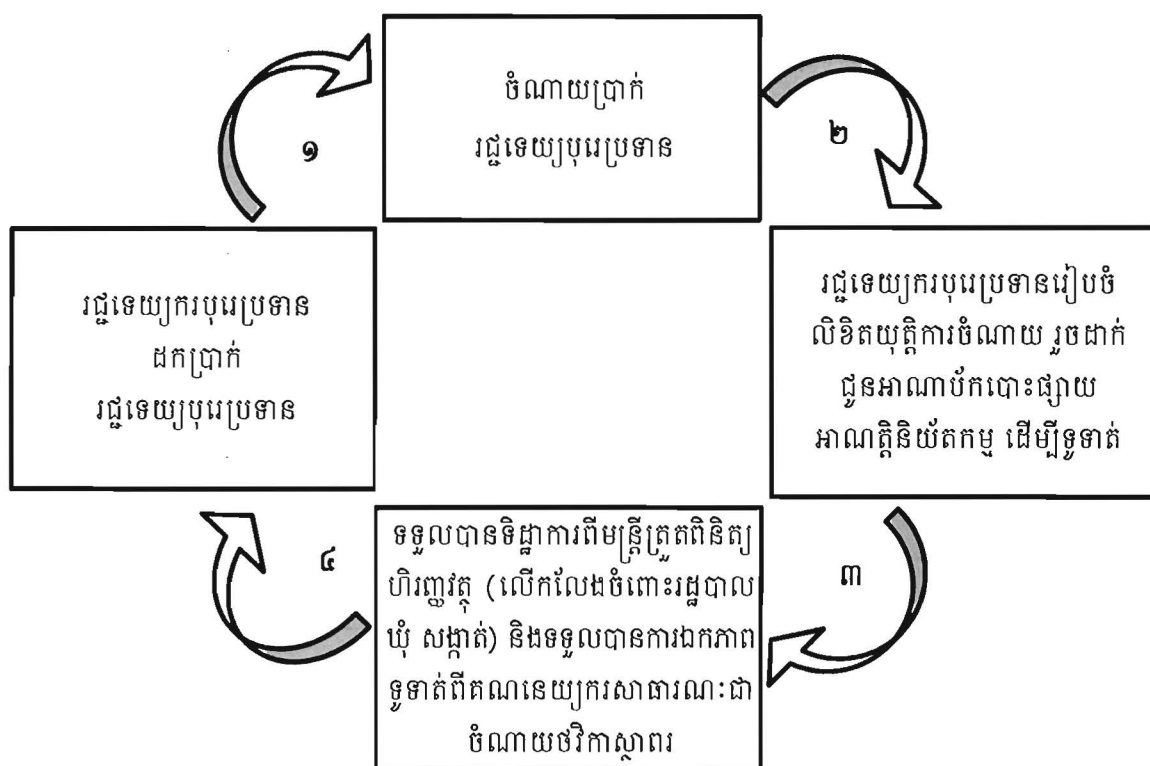 ចំណាយប្រាក់
រជ្ជទេយ្យបុរេប្រទាន
១
២
រជ្ជទេយ្យករបុរេប្រទាន
ដកប្រាក់
រជ្ជទេយ្យបុរេប្រទាន
រជ្ជទេយ្យករបុរេប្រទានរៀបចំ
លិខិតយុត្តិការចំណាយ រួចដាក់
ជូនអាណាប័កបោះផ្សាយ
អាណត្តិនិយ័តកម្ម ដើម្បីទូទាត់
៤
៣
ទទួលបានទិដ្ឋាការពីមន្ត្រីត្រួតពិនិត្យ
ហិរញ្ញវត្ថុ (លើកលែងចំពោះរដ្ឋបាល
ឃុំ សង្កាត់) និងទទួលបានការឯកភាព
ទូទាត់ពីគណនេយ្យករសាធារណៈជា
ចំណាយថវិកាស្ថាពរ